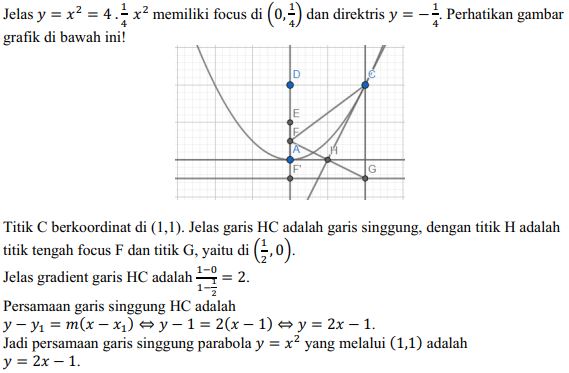 Jelas y = x² = 4 . 1/4 x² memiliki focus di (0, 1/4) dan direktris y = −1/4. Perhatikan gambar
grafik di bawah ini!
D
C
E
F
A
H
F'
G
Titik C berkoordinat di (1,1). Jelas garis HC adalah garis singgung, dengan titik H adalah
titik tengah focus F dan titik G, yaitu di (1/2, 0).
Jelas gradient garis HC adalah (1−0)/(1−1/2) = 2.
Persamaan garis singgung HC adalah
y − y₁ = m(x − x₁) ⇔ y − 1 = 2(x − 1) ⇔ y = 2x − 1.
Jadi persamaan garis singgung parabola y = x² yang melalui (1,1) adalah
y = 2x − 1.